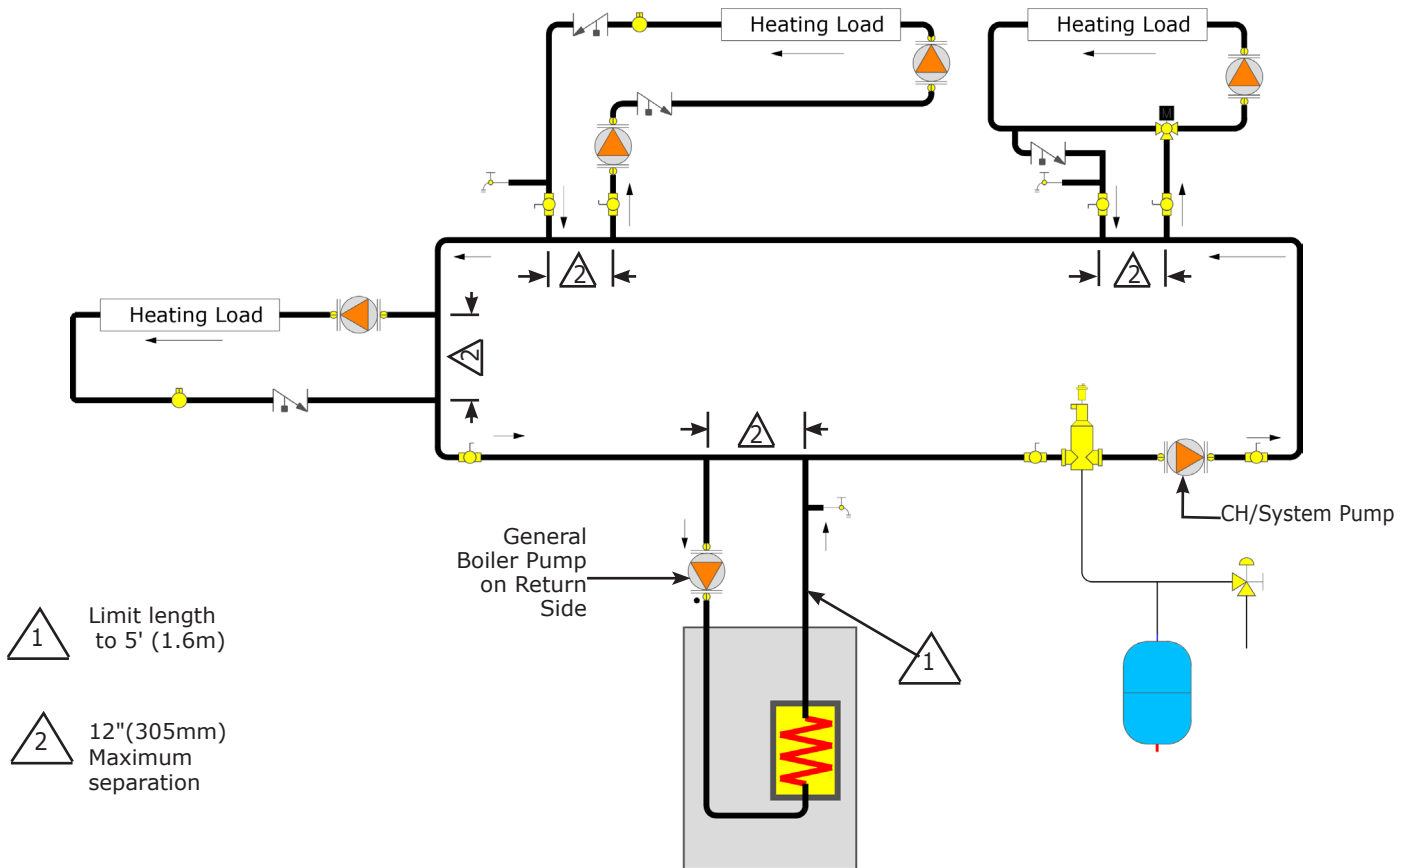 Heating Load
Heating Load
M
2
2
Heating Load
2
2
CH/System Pump
General
Boiler Pump
on Return
Side
1
1
Limit length
to 5' (1.6m)
2
12"(305mm)
Maximum
separation